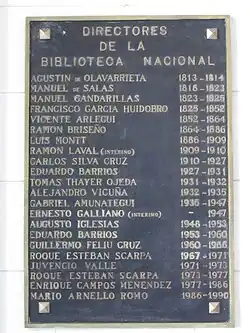 DIRECTORES
DE LA
BIBLIOTECA NACIONAL
AGUSTIN DE OLAVARRIETA 1813-1814
MANUEL DE SALAS 1818-1823
MANUEL GANDARILLAS 1823-1825
FRANCISCO GARCIA HUIDOBRO 1825-1852
VICENTE ARLEGUI 1852-1864
RAMON BRISEÑO 1864-1886
LUIS MONTT 1886-1909
RAMON LAVAL (INTERINO) 1909-1910
CARLOS SILVA CRUZ 1910-1927
EDUARDO BARRIOS 1927-1931
TOMAS THAYER OJEDA 1931-1932
ALEJANDRO VICUÑA 1932-1935
GABRIEL AMUNATEGUI 1935-1947
ERNESTO GALLIANO (INTERINO) - 1947
AUGUSTO IGLESIAS 1948-1953
EDUARDO BARRIOS 1953-1960
GUILLERMO FELIU CRUZ 1960-1966
ROQUE ESTEBAN SCARPA 1967-1971
JUVENCIO VALLE 1971-1973
ROQUE ESTEBAN SCARPA 1973-1977
ENRIQUE CAMPOS MENENDEZ 1977-1986
MARIO ARNELLO ROMO 1986-1990